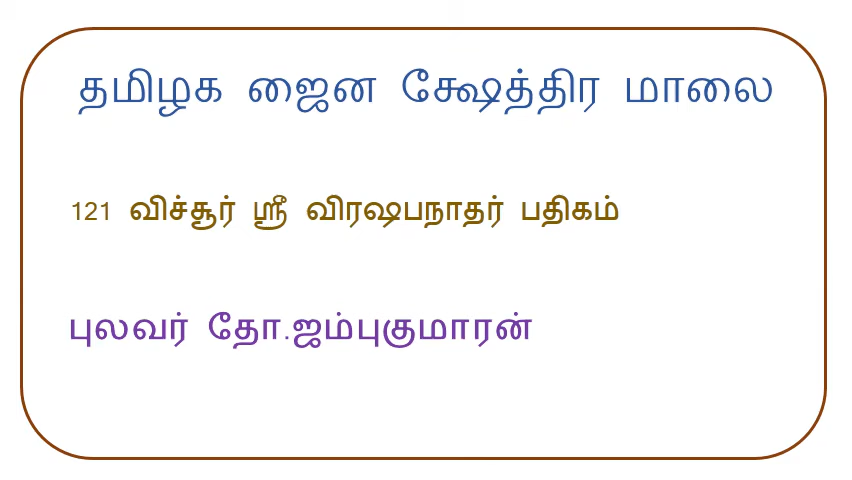 தமிழக ஜைன க்ஷேத்திர மாலை
121 விச்சூர் ஸ்ரீ விரஷபநாதர் பதிகம்
புலவர் தோ.ஜம்புகுமாரன்